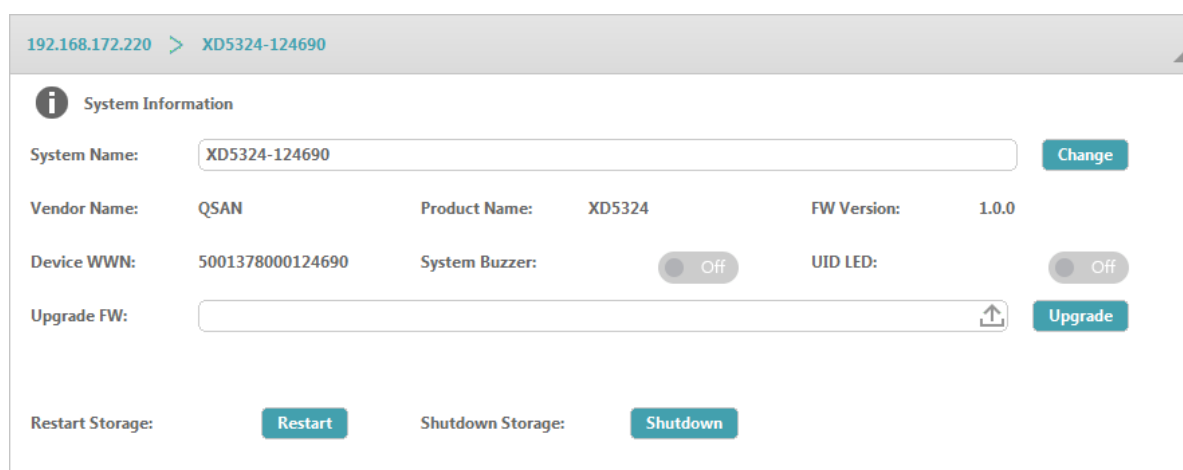 192.168.172.220 > XD5324-124690
System Information
System Name: XD5324-124690 Change
Vendor Name: QSAN Product Name: XD5324 FW Version: 1.0.0
Device WWN: 5001378000124690 System Buzzer: Off UID LED: Off
Upgrade FW: Upgrade
Restart Storage: Restart Shutdown Storage: Shutdown